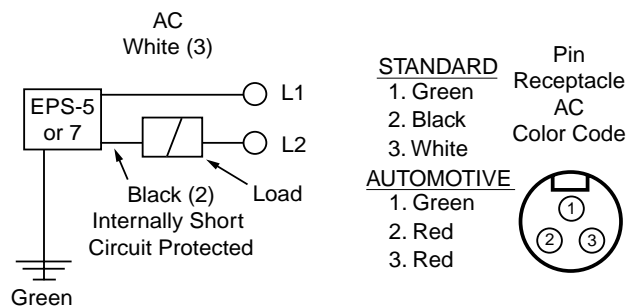 AC
White (3)
EPS-5
or 7
L1
L2
Black (2)
Internally Short
Circuit Protected
Load
Green
STANDARD
1. Green
2. Black
3. White
AUTOMOTIVE
1. Green
2. Red
3. Red
Pin
Receptacle
AC
Color Code
1
2
3